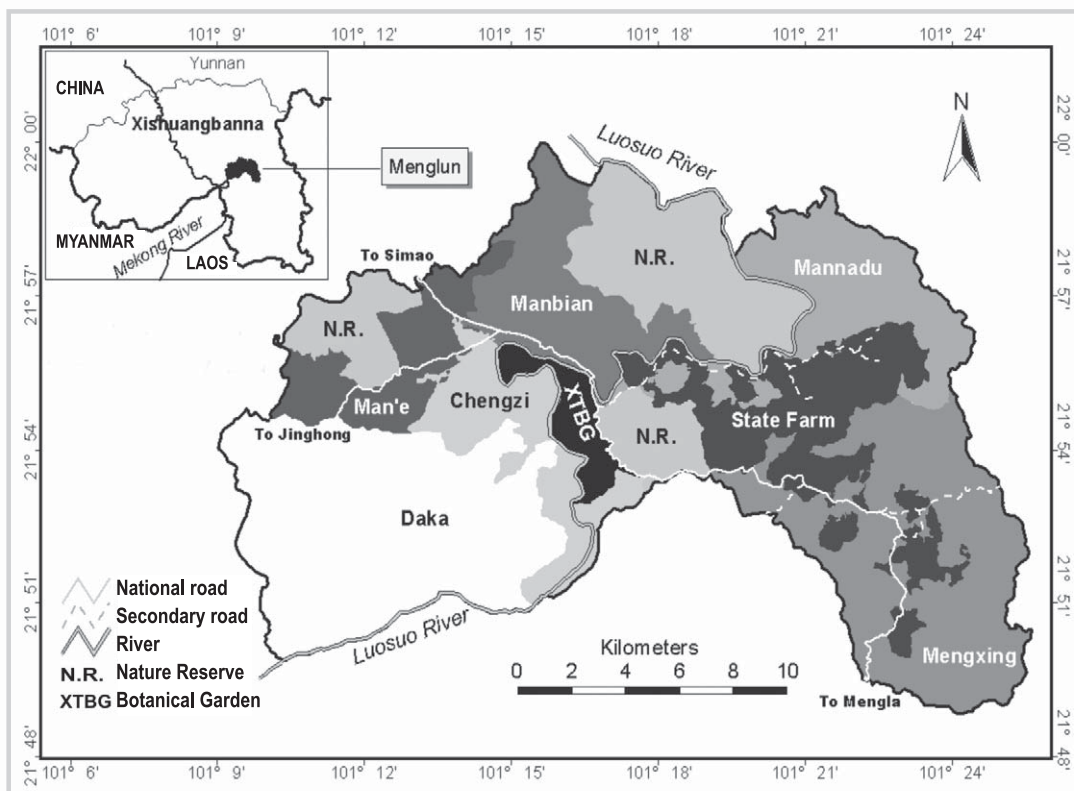 101° 6'
101° 9'
101° 12'
101° 15'
101° 18'
101° 21'
101° 24'
Yunnan
CHINA
Xishuangbanna
Menglun
MYANMAR
Mekong River
LAOS
N
22° 00'
22° 00'
Luosuo River
To Simao
N.R.
Mannadu
21° 57'
21° 57'
Manbian
N.R.
Man'e
Chengzi
XTBG
State Farm
N.R.
To Jinghong
21° 54'
21° 54'
Daka
21° 51'
21° 51'
National road
Secondary road
River
N.R. Nature Reserve
XTBG Botanical Garden
Luosuo River
Kilometers
0 2 4 6 8 10
Mengxing
To Mengla
21° 48'
21° 48'
101° 6'
101° 9'
101° 12'
101° 15'
101° 18'
101° 21'
101° 24'